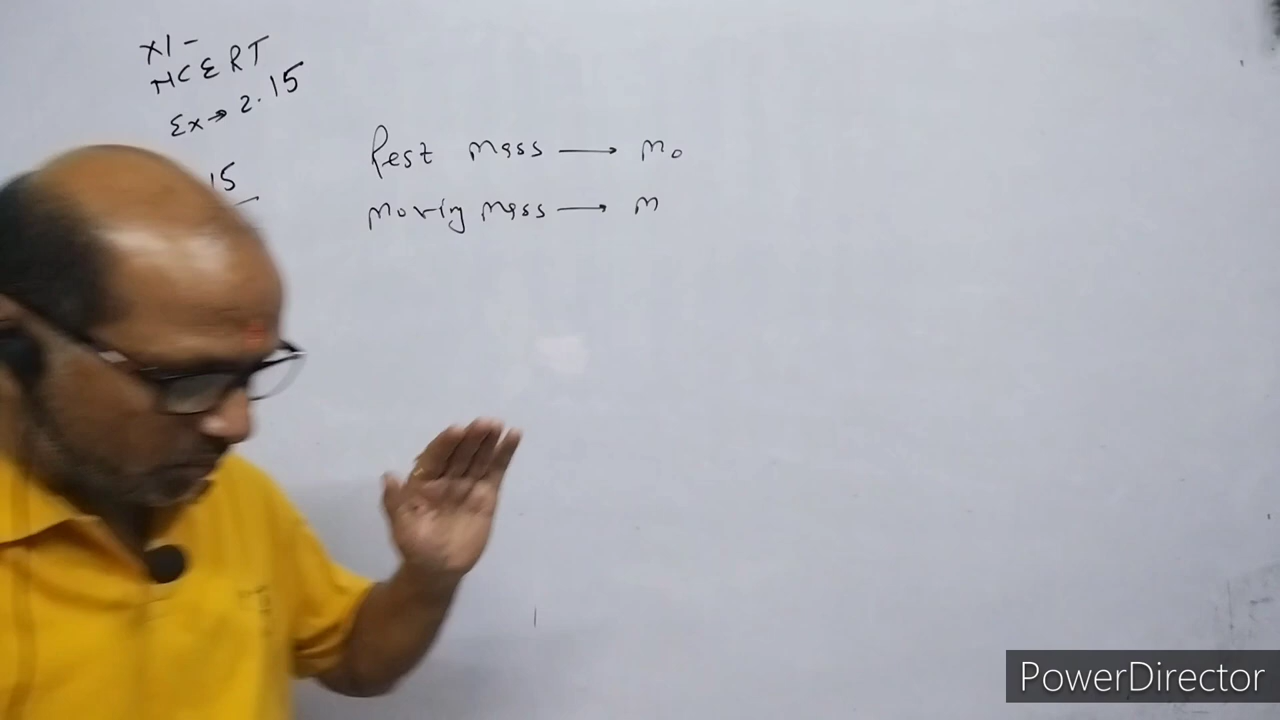 XI-
NCERT
Ex→ 2.15
15
Rest mass → m₀
Moving mass → m
PowerDirector